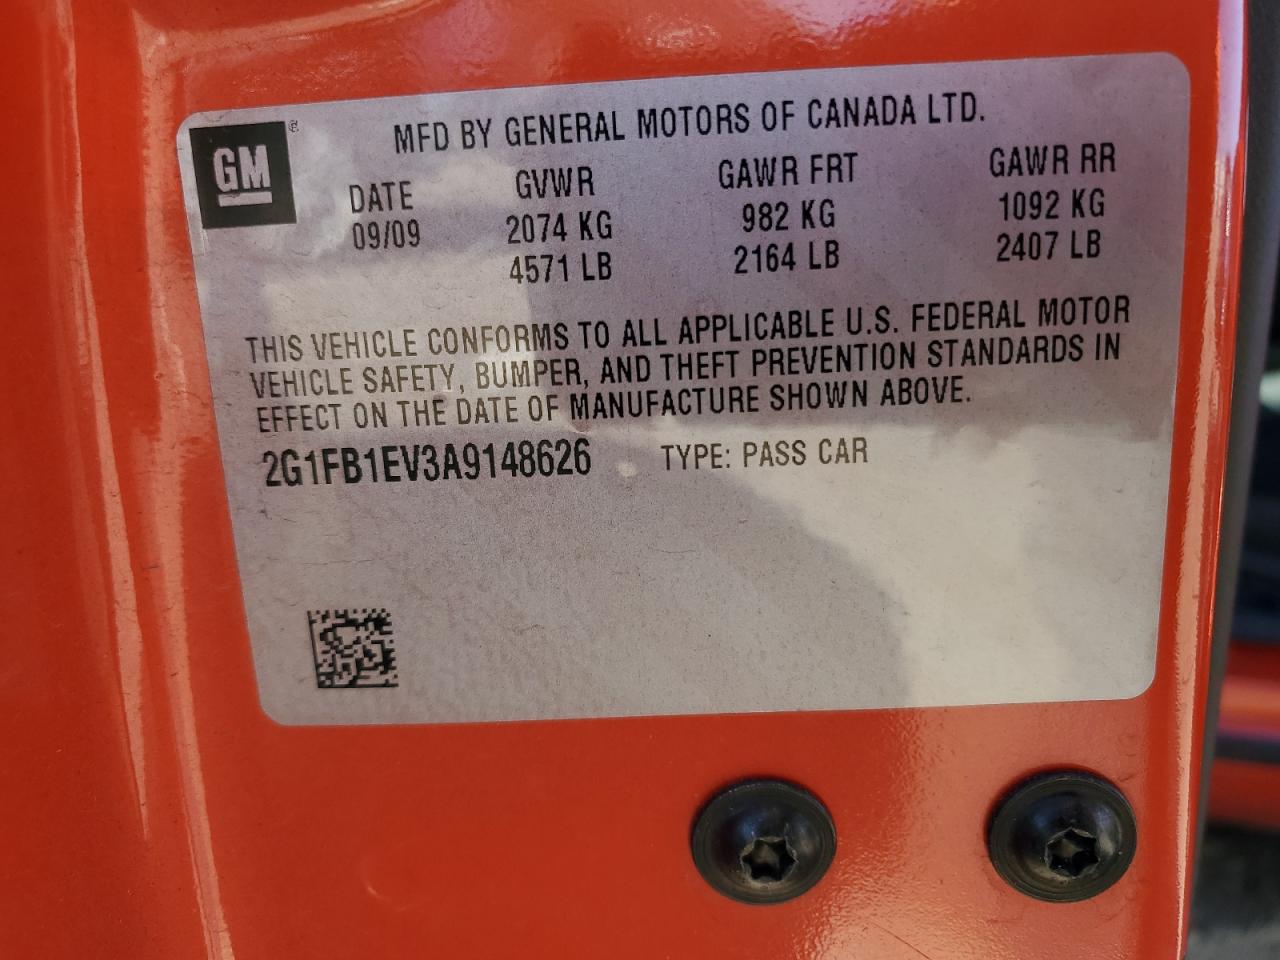 GM ®
MFD BY GENERAL MOTORS OF CANADA LTD.
DATE GVWR GAWR FRT GAWR RR
09/09 2074 KG 982 KG 1092 KG
4571 LB 2164 LB 2407 LB
THIS VEHICLE CONFORMS TO ALL APPLICABLE U.S. FEDERAL MOTOR
VEHICLE SAFETY, BUMPER, AND THEFT PREVENTION STANDARDS IN
EFFECT ON THE DATE OF MANUFACTURE SHOWN ABOVE.
2G1FB1EV3A9148626 TYPE: PASS CAR